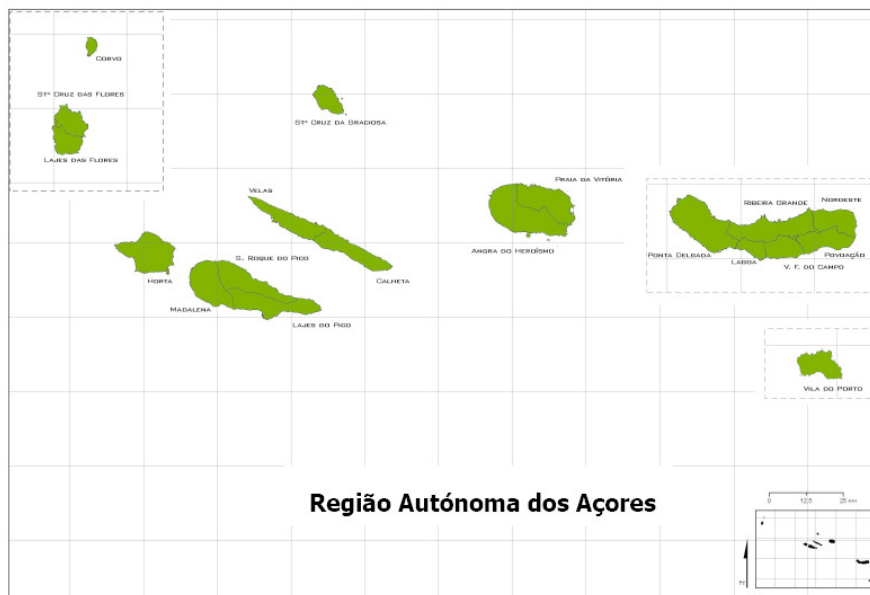 Corvo
Stª Cruz das Flores
Lajes das Flores
Stª Cruz da Graciosa
Velas
Praia da Vitória
Ribeira Grande
Nordeste
S. Roque do Pico
Angra do Heroísmo
Ponta Delgada
Lagoa
V. F. do Campo
Povoação
Horta
Calheta
Madalena
Lajes do Pico
Vila do Porto
Região Autónoma dos Açores
0 12,5 25 km
N